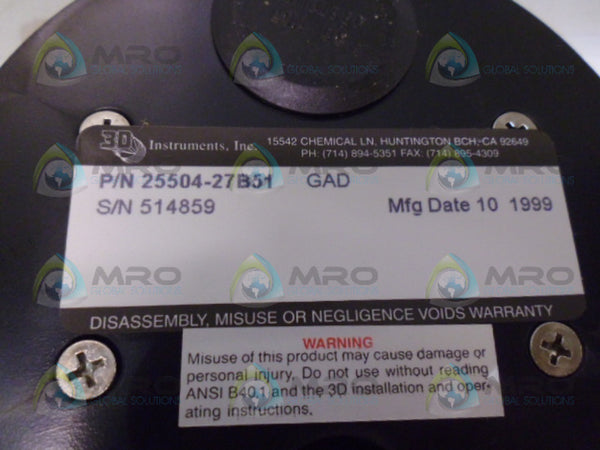 3D Instruments, Inc. 15542 CHEMICAL LN. HUNTINGTON BCH., CA 92649
PH: (714) 894-5351 FAX: (714) 895-4309
P/N 25504-27B51 GAD
S/N 514859 Mfg Date 10 1999
DISASSEMBLY, MISUSE OR NEGLIGENCE VOIDS WARRANTY
WARNING
Misuse of this product may cause damage or
personal injury. Do not use without reading
ANSI B40.1 and the 3D installation and oper-
ating instructions.
MRO
GLOBAL SOLUTIONS